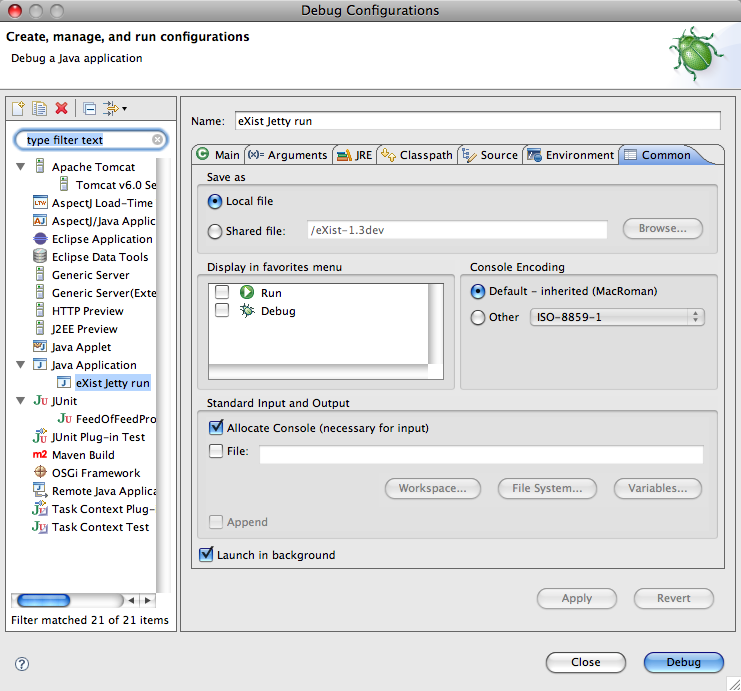 Debug Configurations
Create, manage, and run configurations
Debug a Java application
type filter text
Apache Tomcat
Tomcat v6.0 Se
AspectJ Load-Time
AspectJ/Java Applic
Eclipse Application
Eclipse Data Tools
Generic Server
Generic Server(Exte
HTTP Preview
J2EE Preview
Java Applet
Java Application
eXist Jetty run
JUnit
FeedOfFeedPro
JUnit Plug-in Test
Maven Build
OSGi Framework
Remote Java Applica
Task Context Plug-
Task Context Test
Filter matched 21 of 21 items
Name: eXist Jetty run
Main (x)= Arguments JRE Classpath Source Environment Common
Save as
Local file
Shared file: /eXist-1.3dev Browse...
Display in favorites menu
Run
Debug
Console Encoding
Default - inherited (MacRoman)
Other ISO-8859-1
Standard Input and Output
Allocate Console (necessary for input)
File:
Workspace... File System... Variables...
Append
Launch in background
Apply Revert
? Close Debug